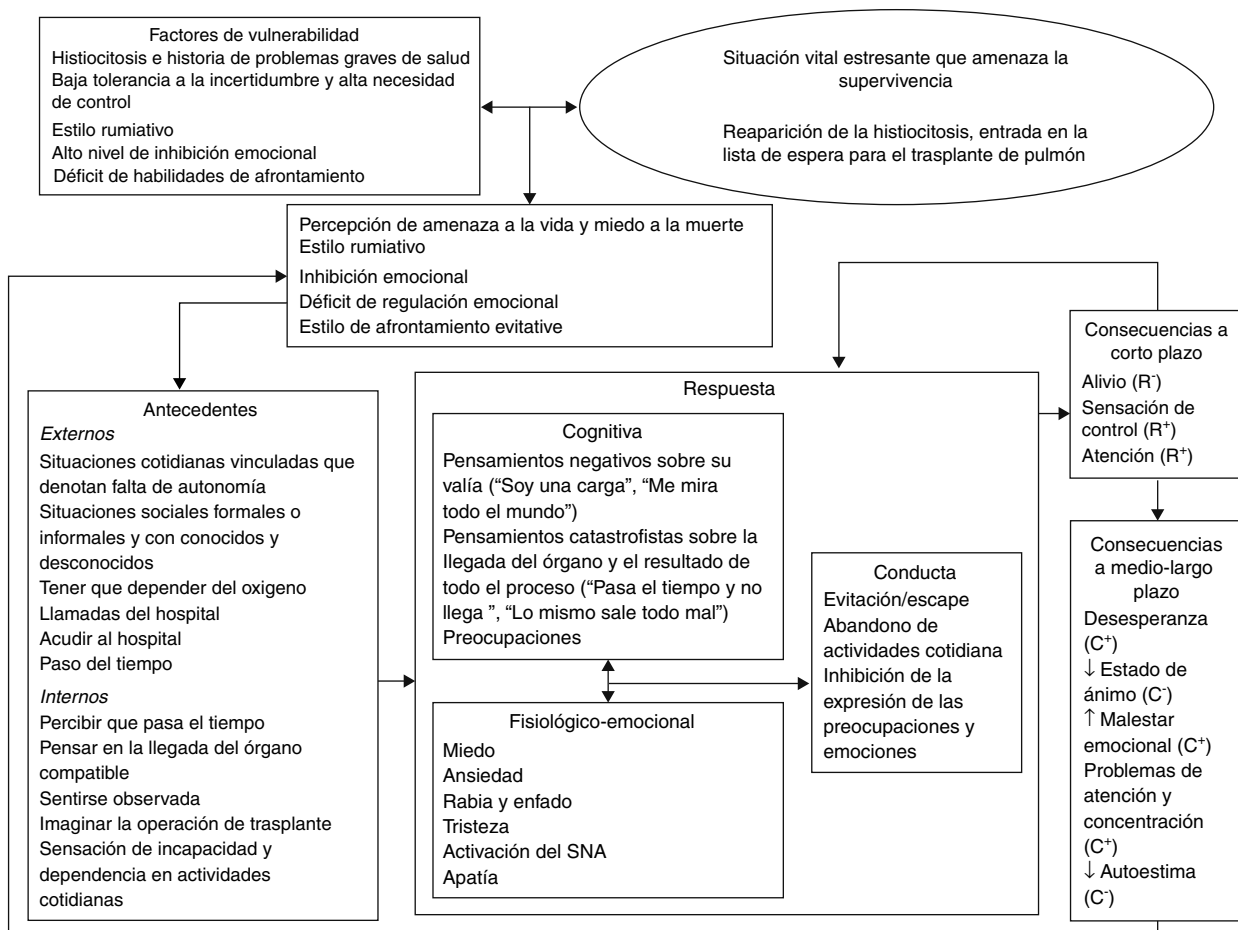 Factores de vulnerabilidad
Histiocitosis e historia de problemas graves de salud
Baja tolerancia a la incertidumbre y alta necesidad
de control
Estilo rumiativo
Alto nivel de inhibición emocional
Déficit de habilidades de afrontamiento
Situación vital estresante que amenaza la
supervivencia
Reaparición de la histiocitosis, entrada en la
lista de espera para el trasplante de pulmón
Percepción de amenaza a la vida y miedo a la muerte
Estilo rumiativo
Inhibición emocional
Déficit de regulación emocional
Estilo de afrontamiento evitative
Antecedentes
Externos
Situaciones cotidianas vinculadas que
denotan falta de autonomía
Situaciones sociales formales o
informales y con conocidos y
desconocidos
Tener que depender del oxigeno
Llamadas del hospital
Acudir al hospital
Paso del tiempo
Internos
Percibir que pasa el tiempo
Pensar en la llegada del órgano
compatible
Sentirse observada
Imaginar la operación de trasplante
Sensación de incapacidad y
dependencia en actividades
cotidianas
Respuesta
Cognitiva
Pensamientos negativos sobre su
valía (“Soy una carga”, “Me mira
todo el mundo”)
Pensamientos catastrofistas sobre la
llegada del órgano y el resultado de
todo el proceso (“Pasa el tiempo y no
llega ”, “Lo mismo sale todo mal”)
Preocupaciones
Fisiológico-emocional
Miedo
Ansiedad
Rabia y enfado
Tristeza
Activación del SNA
Apatía
Conducta
Evitación/escape
Abandono de
actividades cotidiana
Inhibición de la
expresión de las
preocupaciones y
emociones
Consecuencias a
corto plazo
Alivio (R⁻)
Sensación de
control (R⁺)
Atención (R⁺)
Consecuencias
a medio-largo
plazo
Desesperanza
(C⁺)
↓ Estado de
ánimo (C⁻)
↑ Malestar
emocional (C⁺)
Problemas de
atención y
concentración
(C⁺)
↓ Autoestima
(C⁻)